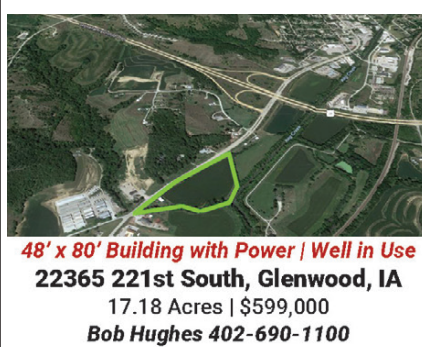 48' x 80' Building with Power | Well in Use
22365 221st South, Glenwood, IA
17.18 Acres | $599,000
Bob Hughes 402-690-1100